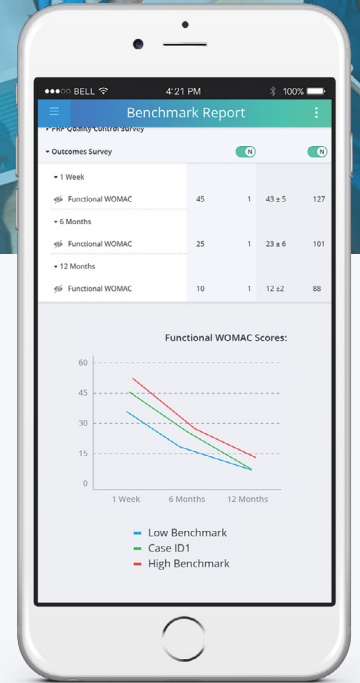 BELL 4:21 PM 100%
Benchmark Report
PRP Quality Control Survey
Outcomes Survey N N
1 Week
Functional WOMAC 45 1 43 ± 5 127
6 Months
Functional WOMAC 25 1 23 ± 6 101
12 Months
Functional WOMAC 10 1 12 ±2 88
Functional WOMAC Scores:
60
45
30
15
0
1 Week 6 Months 12 Months
Low Benchmark
Case ID1
High Benchmark